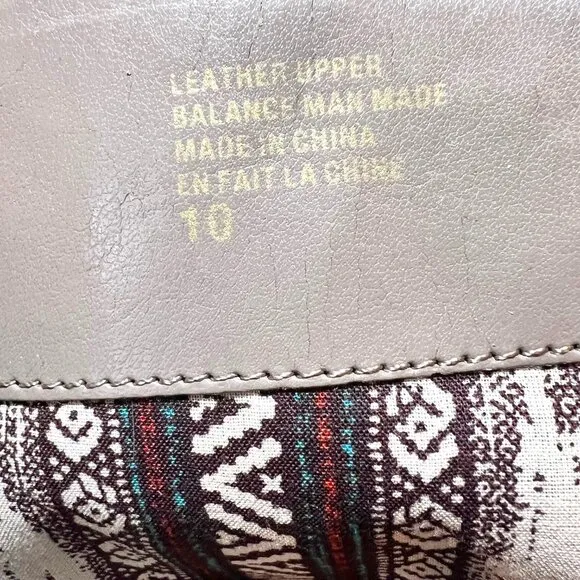 LEATHER UPPER
BALANCE MAN MADE
MADE IN CHINA
EN FAIT LA CHINE
10